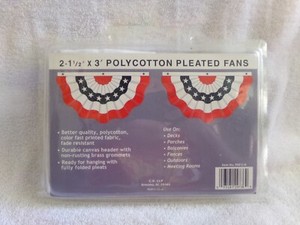 2-1½' X 3' POLYCOTTON PLEATED FANS
• Better quality, polycotton,
color fast printed fabric,
fade resistant
• Durable canvas header with
non-rusting brass grommets
• Ready for hanging with
fully folded pleats
Use On:
• Decks
• Porches
• Balconies
• Fences
• Outdoors
• Meeting Rooms